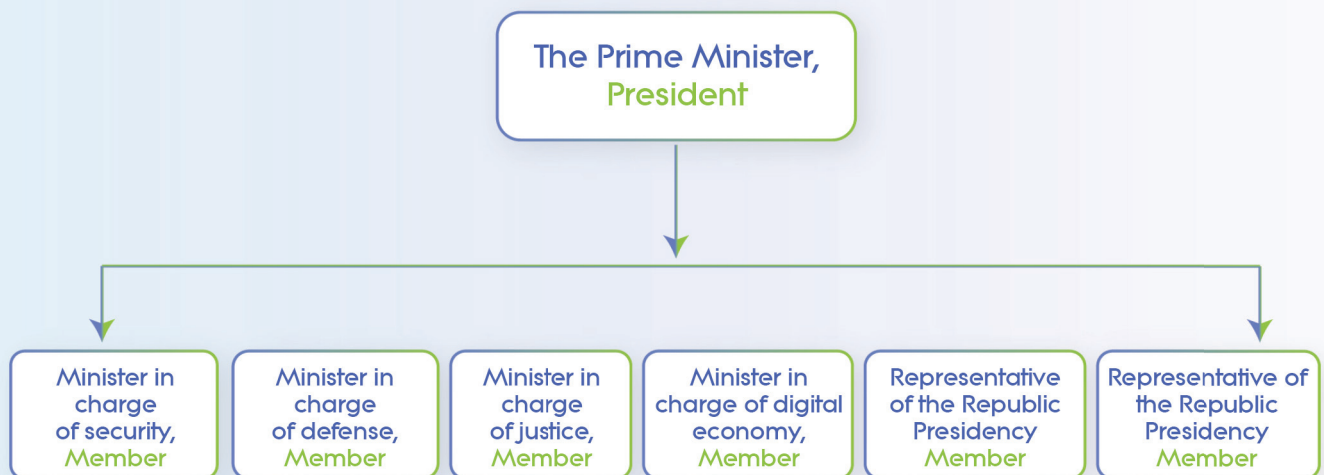 The Prime Minister,
President
Minister in
charge
of security,
Member
Minister in
charge
of defense,
Member
Minister in
charge
of justice,
Member
Minister in
charge of digital
economy,
Member
Representative
of the Republic
Presidency
Member
Representative of
the Republic
Presidency
Member